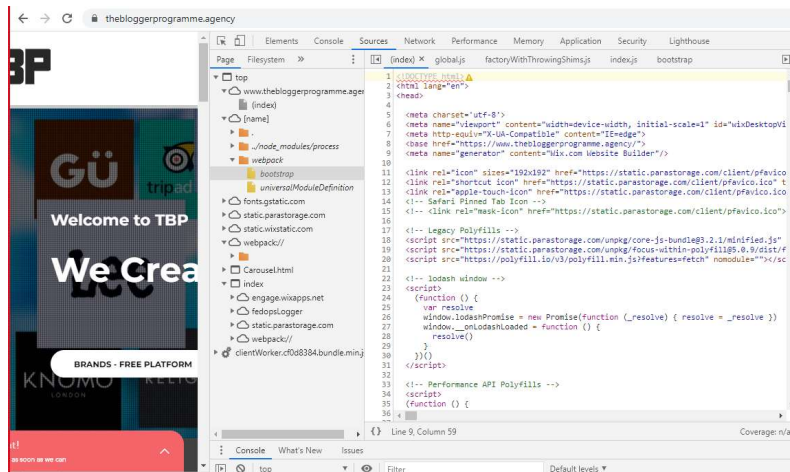 thebloggerprogramme.agency
Elements Console Sources Network Performance Memory Application Security Lighthouse
Page Filesystem »
(index) × global.js factoryWithThrowingShims.js index.js bootstrap
TBP
GÜ
tripad
Welcome to TBP
We Crea
BRANDS - FREE PLATFORM
KNOMO
LONDON
RELIG
t!
as soon as we can
top
www.thebloggerprogramme.agen
(index)
[name]
.
../node_modules/process
webpack
bootstrap
universalModuleDefinition
fonts.gstatic.com
static.parastorage.com
static.wixstatic.com
webpack://
Carousel.html
index
engage.wixapps.net
fedopsLogger
static.parastorage.com
webpack://
clientWorker.cf0d8384.bundle.min.j
1 <!DOCTYPE html>
2 <html lang="en">
3 <head>
4
5 <meta charset='utf-8'>
6 <meta name="viewport" content="width=device-width, initial-scale=1" id="wixDesktopVi
7 <meta http-equiv="X-UA-Compatible" content="IE=edge">
8 <base href="https://www.thebloggerprogramme.agency/">
9 <meta name="generator" content="Wix.com Website Builder"/>
10
11 <link rel="icon" sizes="192x192" href="https://static.parastorage.com/client/pfavico
12 <link rel="shortcut icon" href="https://static.parastorage.com/client/pfavico.ico" t
13 <link rel="apple-touch-icon" href="https://static.parastorage.com/client/pfavico.ico
14 <!-- Safari Pinned Tab Icon -->
15 <!-- <link rel="mask-icon" href="https://static.parastorage.com/client/pfavico.ico">
16
17 <!-- Legacy Polyfills -->
18 <script src="https://static.parastorage.com/unpkg/core-js-bundle@3.2.1/minified.js"
19 <script src="https://static.parastorage.com/unpkg/focus-within-polyfill@5.0.9/dist/f
20 <script src="https://polyfill.io/v3/polyfill.min.js?features=fetch" nomodule=""></sc
21
22 <!-- lodash window -->
23 <script>
24 (function () {
25 var resolve
26 window.lodashPromise = new Promise(function (_resolve) { resolve = _resolve })
27 window.__onLodashLoaded = function () {
28 resolve()
29 }
30 })()
31 </script>
32
33 <!-- Performance API Polyfills -->
34 <script>
35 (function () {
36
{} Line 9, Column 59
Coverage: n/a
Console What's New Issues
top Filter Default levels ▼